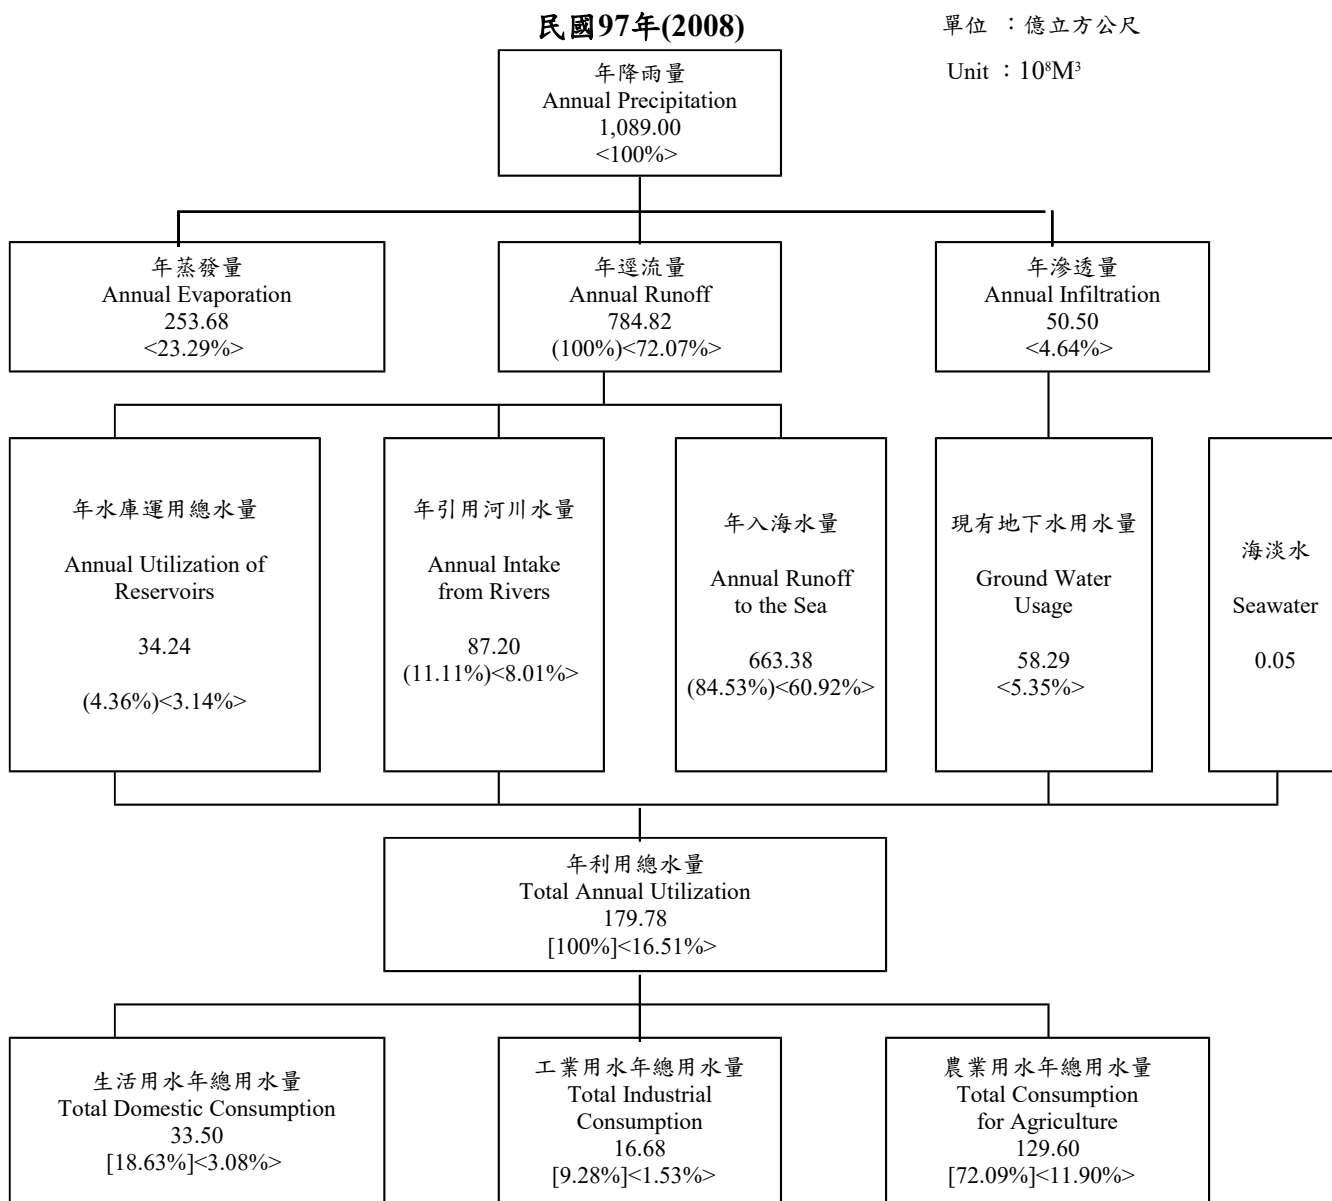 民國97年(2008)
單位 ：億立方公尺
Unit ：10⁸M³
年降雨量
Annual Precipitation
1,089.00
<100%>
年蒸發量
Annual Evaporation
253.68
<23.29%>
年逕流量
Annual Runoff
784.82
(100%)<72.07%>
年滲透量
Annual Infiltration
50.50
<4.64%>
年水庫運用總水量
Annual Utilization of
Reservoirs
34.24
(4.36%)<3.14%>
年引用河川水量
Annual Intake
from Rivers
87.20
(11.11%)<8.01%>
年入海水量
Annual Runoff
to the Sea
663.38
(84.53%)<60.92%>
現有地下水用水量
Ground Water
Usage
58.29
<5.35%>
海淡水
Seawater
0.05
年利用總水量
Total Annual Utilization
179.78
[100%]<16.51%>
生活用水年總用水量
Total Domestic Consumption
33.50
[18.63%]<3.08%>
工業用水年總用水量
Total Industrial
Consumption
16.68
[9.28%]<1.53%>
農業用水年總用水量
Total Consumption
for Agriculture
129.60
[72.09%]<11.90%>